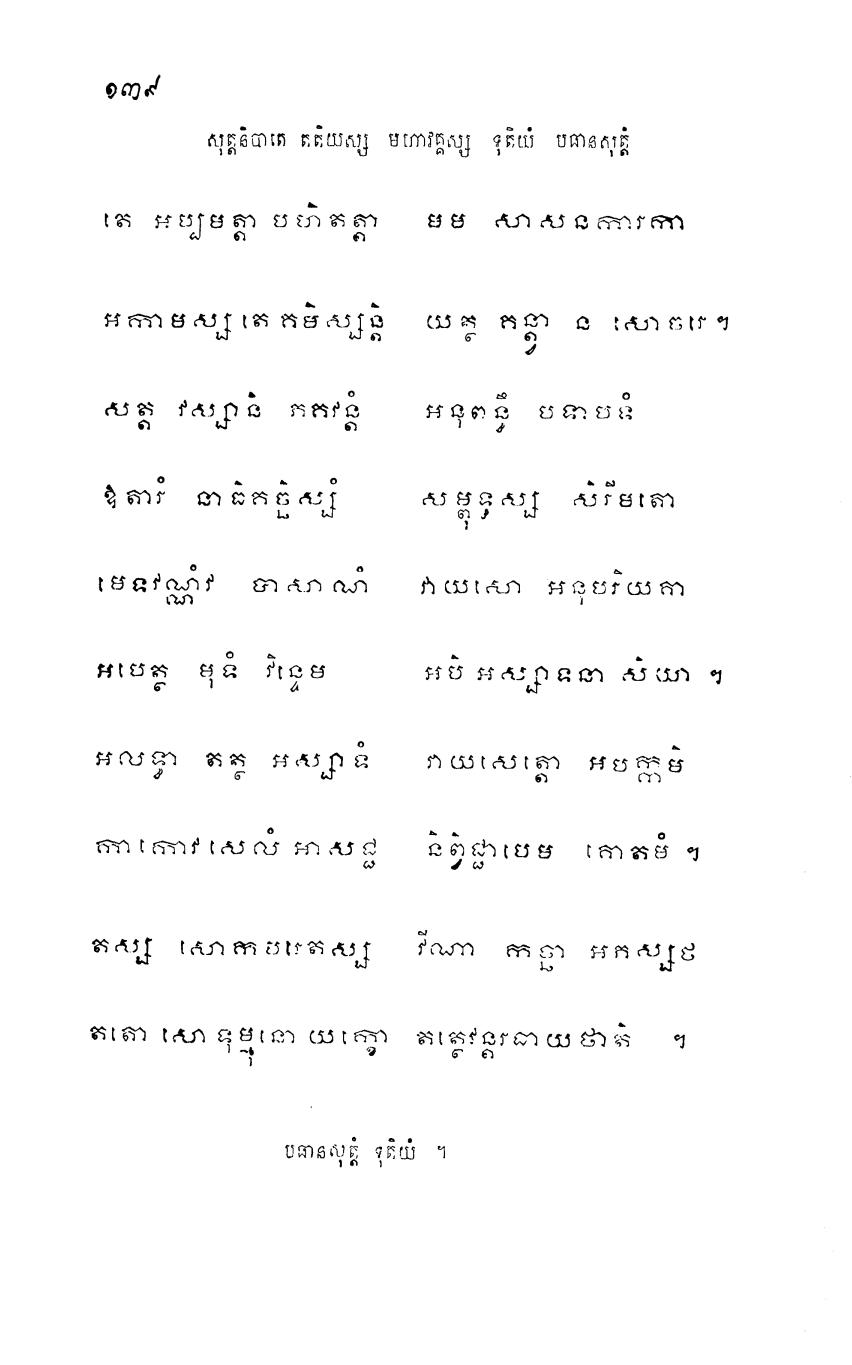 ១៣៩
សុត្តនិបាតេ តតិយស្ស មហាវគ្គស្ស ទុតិយំ បធានសុត្តំ
តេ អប្បមត្តា បហិតត្តា មម សាសនការកា
អកាមស្ស តេ គមិស្សន្តិ យត្ថ គន្ត្វា ន សោចរេ។
សត្ត វស្សានិ ភគវន្តំ អនុពន្ធឹ បទាបទំ
ឱតារំ នាធិគច្ឆិស្សំ សម្ពុទ្ធស្ស សិរីមតោ
មេទវណ្ណំវ បាសាណំ វាយសោ អនុបរិយគា
អបេត្ថ មុទំ វិន្ទេម អបិ អស្សាទនា សិយា ។
អលទ្ធា តត្ថ អស្សាទំ វាយសេត្តោ អបក្កមិ
កាកោវ សេលំ អាសជ្ជ និព្វិជ្ជាបេម គោតមំ ។
តស្ស សោកបរេតស្ស វីណា កច្ឆា អភស្សថ
តតោ សោ ទុម្មនោ យក្ខោ តត្ថេវន្តរធាយថាតិ ។
បធានសុត្តំ ទុតិយំ ។